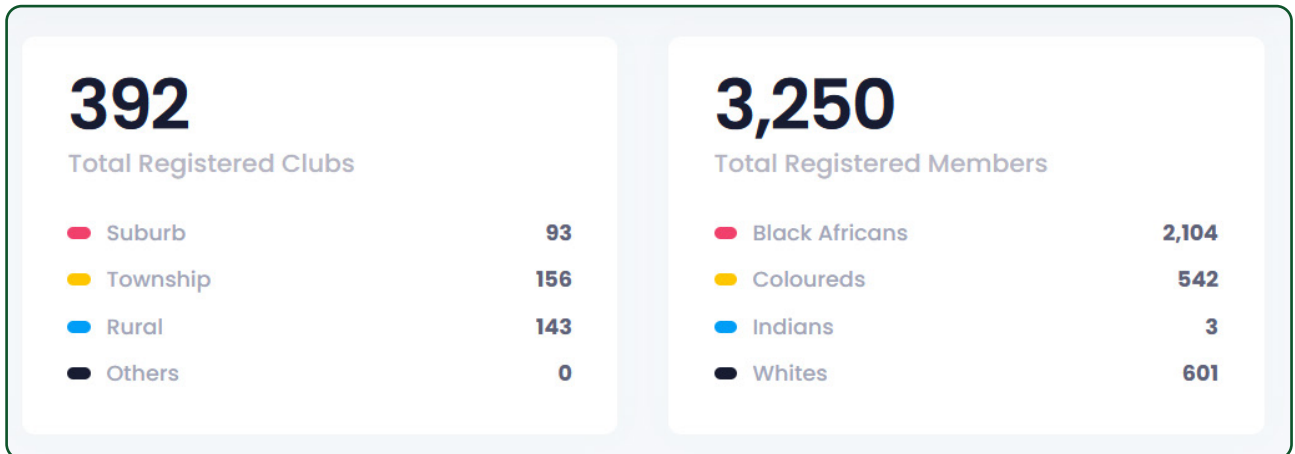 392
Total Registered Clubs
Suburb 93
Township 156
Rural 143
Others 0
3,250
Total Registered Members
Black Africans 2,104
Coloureds 542
Indians 3
Whites 601